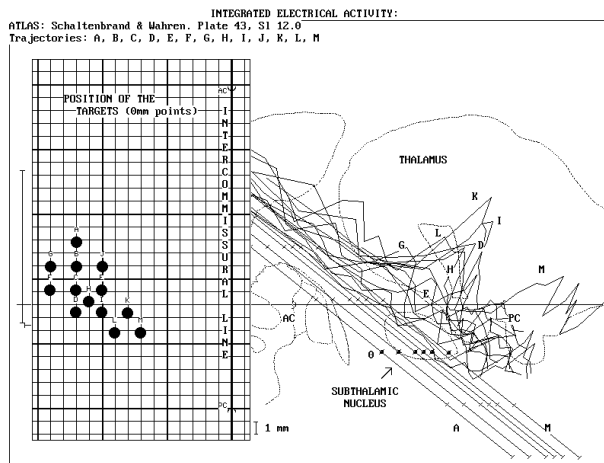 INTEGRATED ELECTRICAL ACTIVITY:
ATLAS: Schaltenbrand & Wahren. Plate 43, Sl 12.0
Trajectories: A, B, C, D, E, F, G, H, I, J, K, L, M
POSITION OF THE
TARGETS (0mm points)
AC
INTERCOMMISSURAL LINE
PC
G B J
H K
D
L M
1 mm
THALAMUS
K
I
L
D
G
H
M
E
AC
PC
0
SUBTHALAMIC
NUCLEUS
A
M